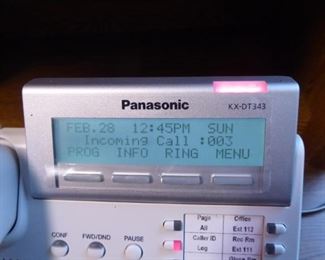 Panasonic
KX-DT343
FEB.28 12:45PM SUN
Incoming Call :003
PROG INFO RING MENU
CONF
FWD/DND
PAUSE
Page
All
Office
Ext 112
Caller ID
Log
Rec Rm
Ext 111